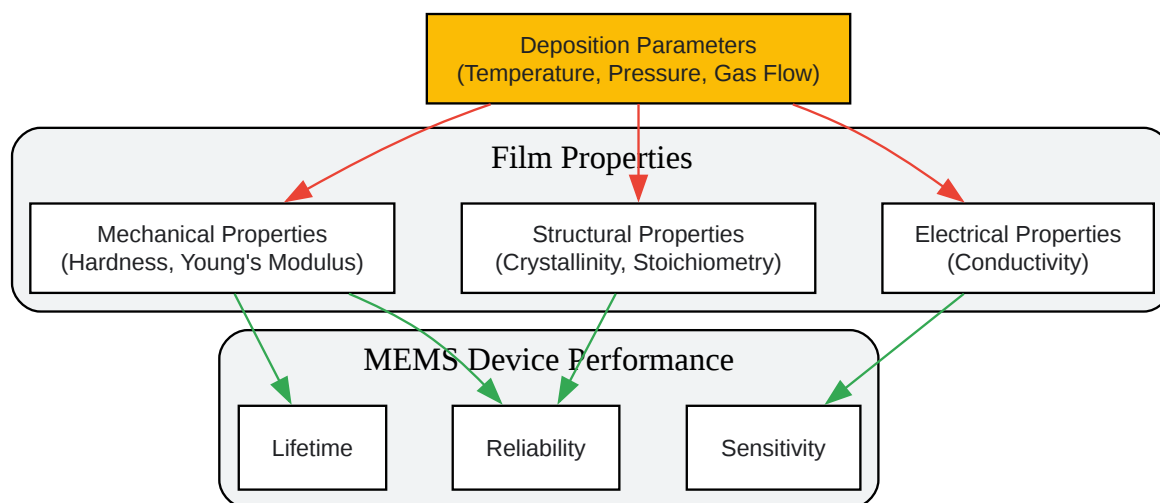 Deposition Parameters
(Temperature, Pressure, Gas Flow)
Film Properties
Mechanical Properties
(Hardness, Young's Modulus)
Structural Properties
(Crystallinity, Stoichiometry)
Electrical Properties
(Conductivity)
MEMS Device Performance
Lifetime
Reliability
Sensitivity